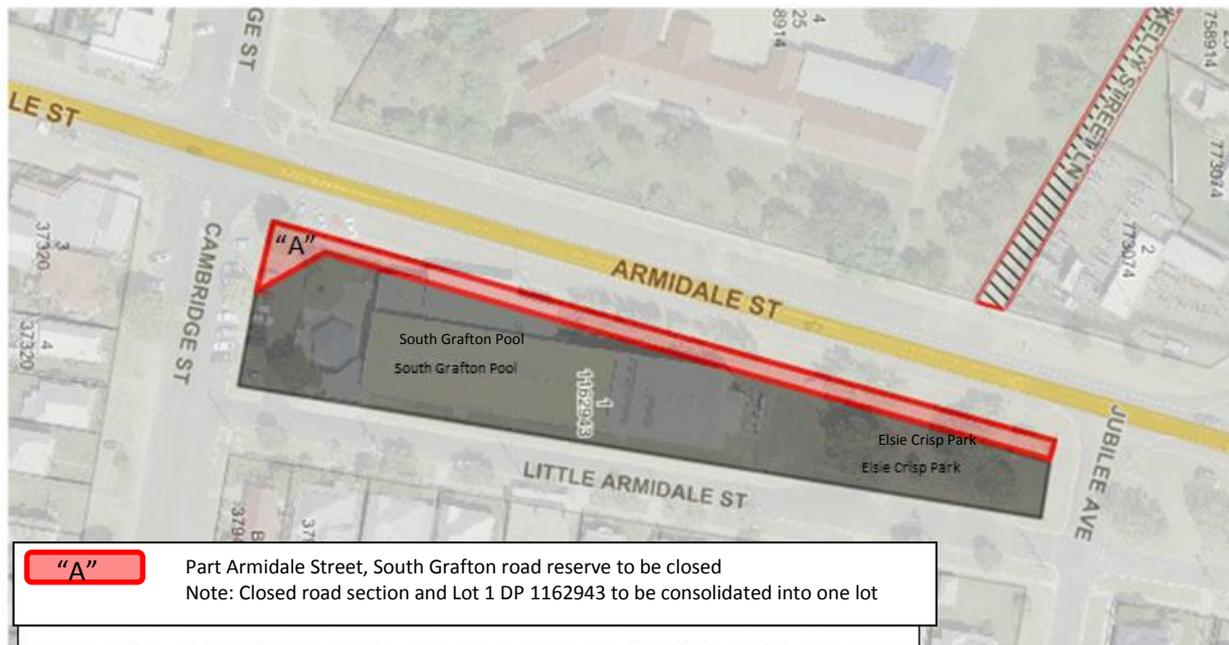 GE ST
4
25
8914
KELLY STREET LN
758914
773074
LE ST
3
37320
CAMBRIDGE ST
"A"
ARMIDALE ST
2
773074
4
37320
South Grafton Pool
South Grafton Pool
1
1162943
JUBILEE AVE
Elsie Crisp Park
Elsie Crisp Park
LITTLE ARMIDALE ST
"A" Part Armidale Street, South Grafton road reserve to be closed
Note: Closed road section and Lot 1 DP 1162943 to be consolidated into one lot